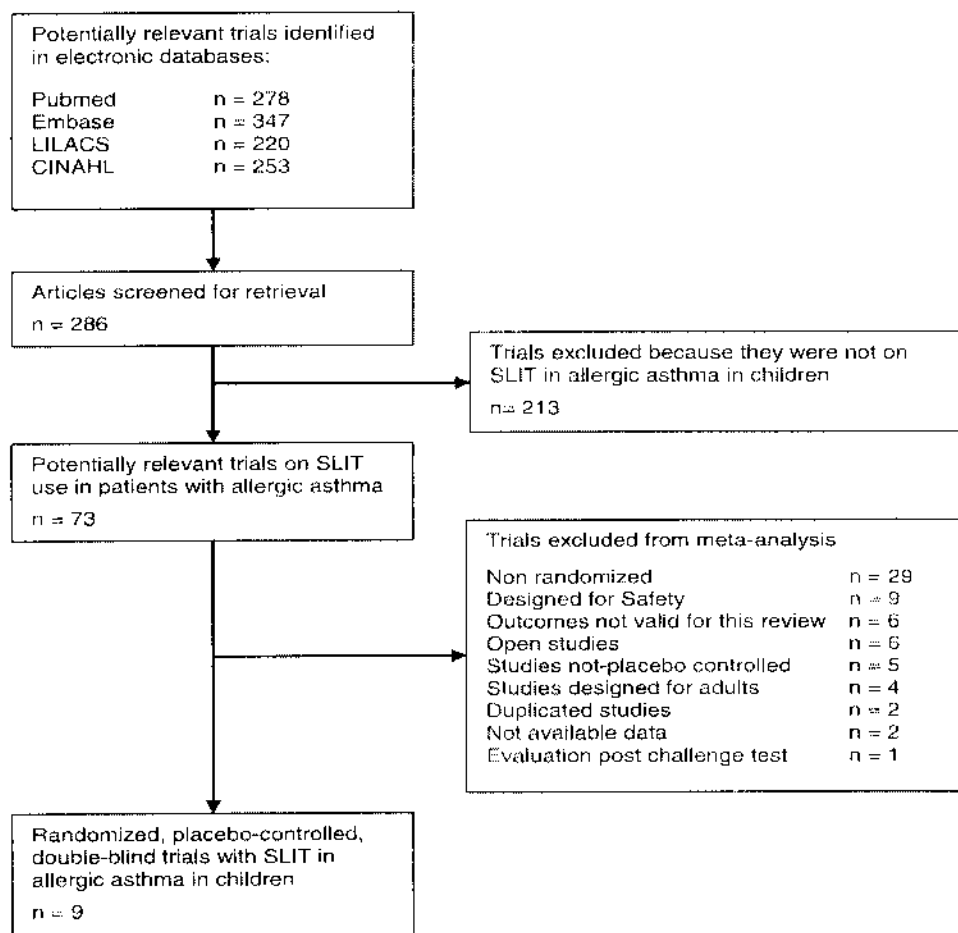 Potentially relevant trials identified
in electronic databases:
Pubmed n = 278
Embase n = 347
LILACS n = 220
CINAHL n = 253
Articles screened for retrieval
n = 286
Trials excluded because they were not on
SLIT in allergic asthma in children
n= 213
Potentially relevant trials on SLIT
use in patients with allergic asthma
n = 73
Trials excluded from meta-analysis
Non randomized n = 29
Designed for Safety n = 9
Outcomes not valid for this review n = 6
Open studies n = 6
Studies not-placebo controlled n = 5
Studies designed for adults n = 4
Duplicated studies n = 2
Not available data n = 2
Evaluation post challenge test n = 1
Randomized, placebo-controlled,
double-blind trials with SLIT in
allergic asthma in children
n = 9